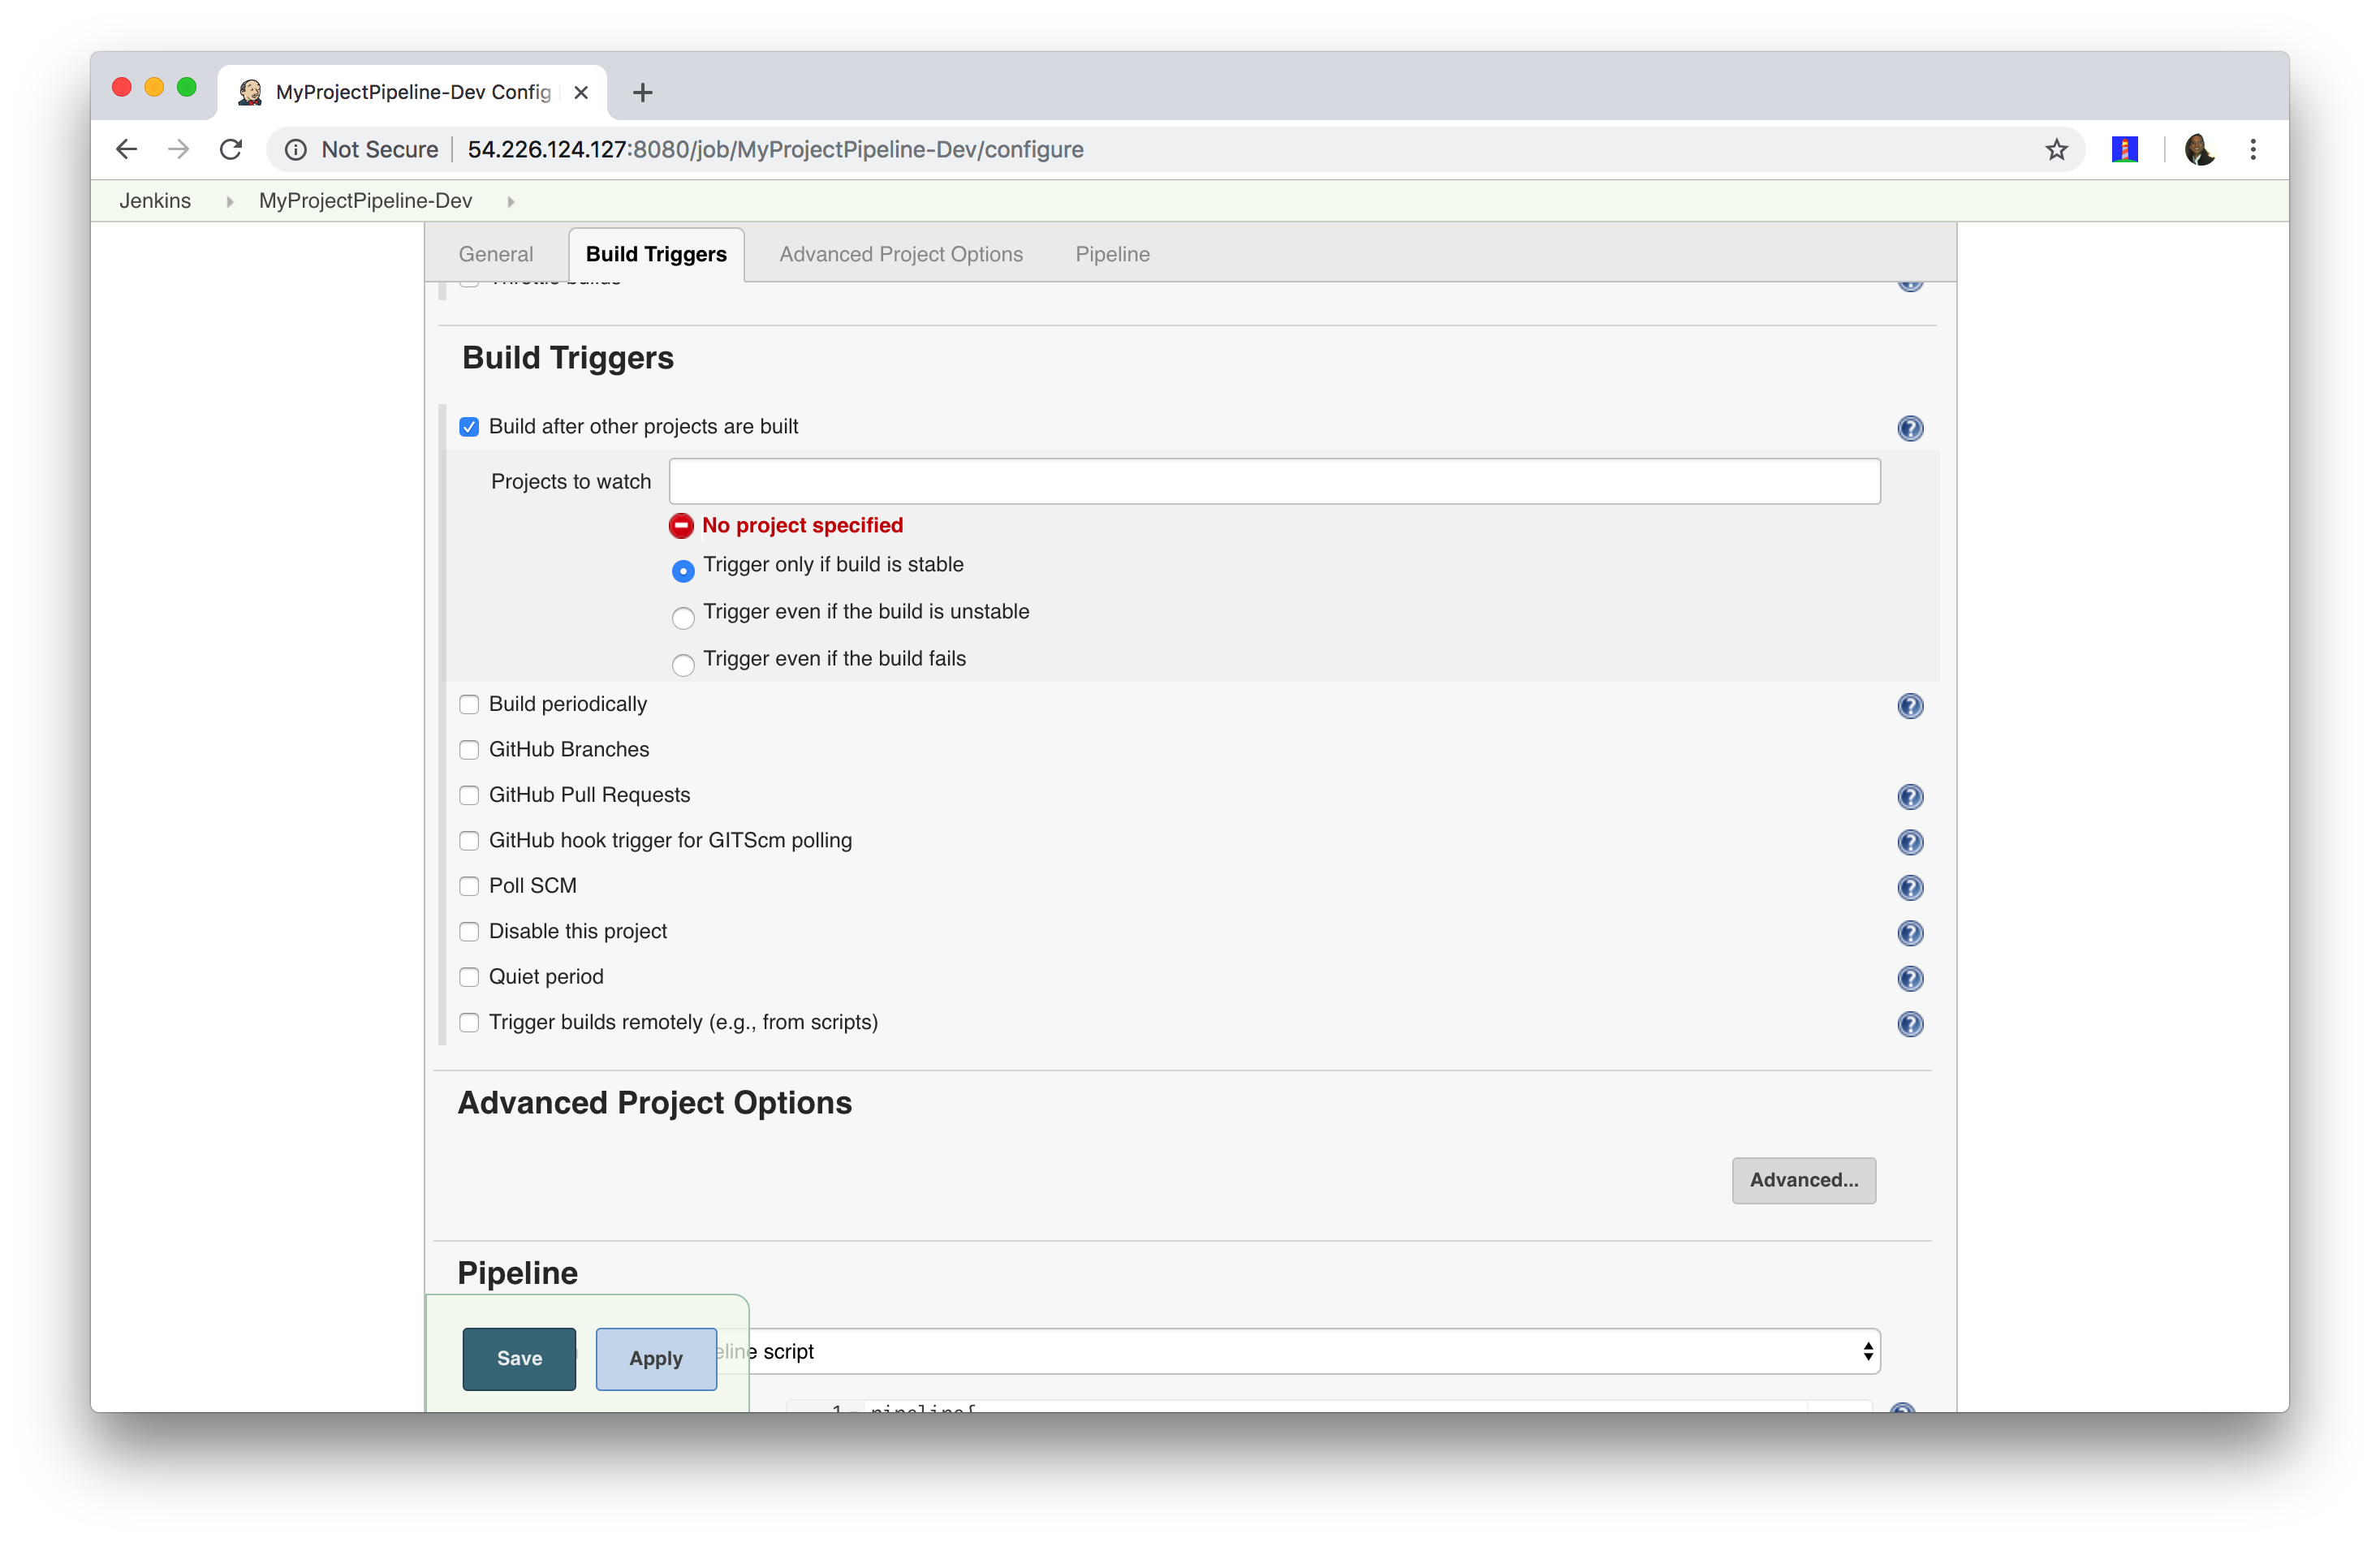 MyProjectPipeline-Dev Config
Not Secure
54.226.124.127:8080/job/MyProjectPipeline-Dev/configure
Jenkins
MyProjectPipeline-Dev
General
Build Triggers
Advanced Project Options
Pipeline
Throttle builds
Build Triggers
Build after other projects are built
Projects to watch
No project specified
Trigger only if build is stable
Trigger even if the build is unstable
Trigger even if the build fails
Build periodically
GitHub Branches
GitHub Pull Requests
GitHub hook trigger for GITScm polling
Poll SCM
Disable this project
Quiet period
Trigger builds remotely (e.g., from scripts)
Advanced Project Options
Advanced...
Pipeline
Save
Apply
eline script
1
pipeline{